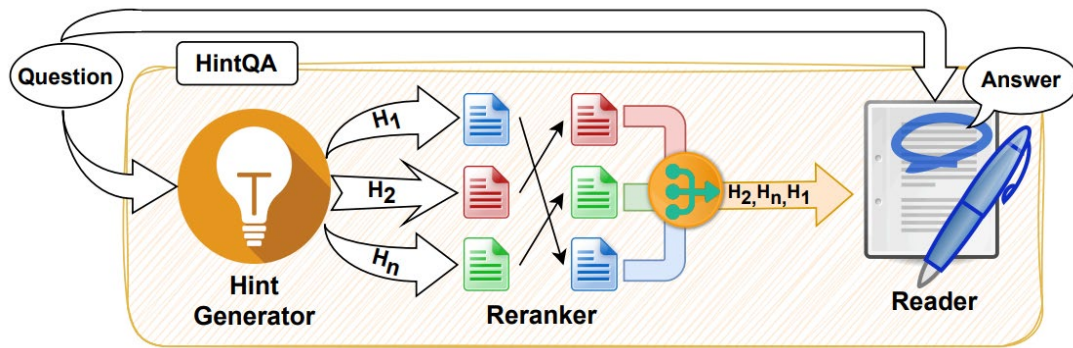 Question
HintQA
Answer
H1
H2
Hn
H2,Hn,H1
Hint
Generator
Reranker
Reader